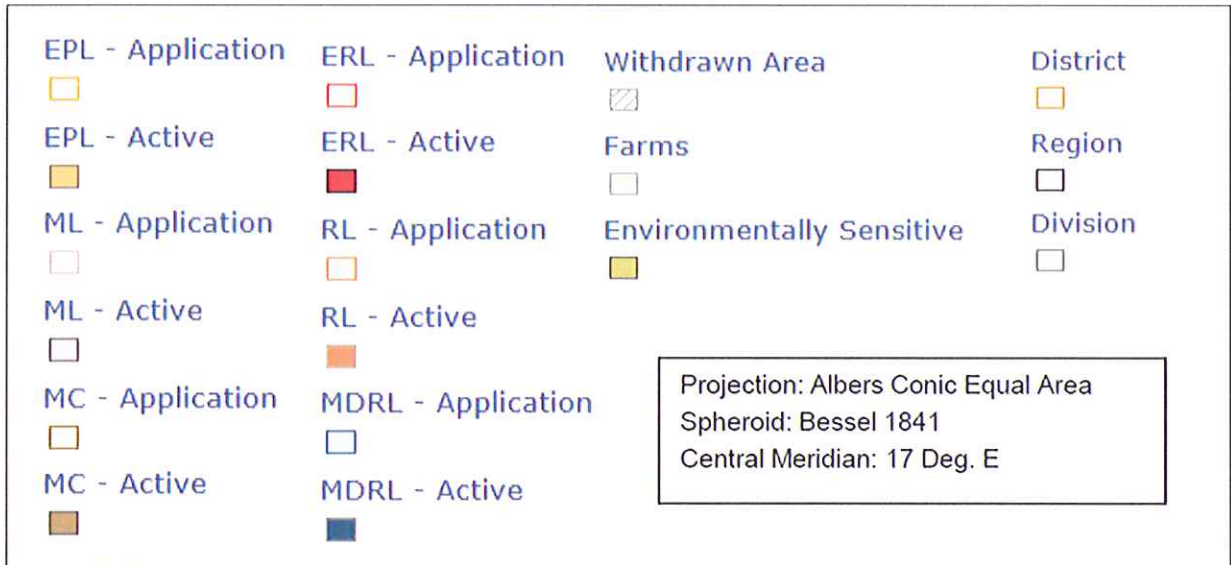 EPL - Application
EPL - Active
ML - Application
ML - Active
MC - Application
MC - Active
ERL - Application
ERL - Active
RL - Application
RL - Active
MDRL - Application
MDRL - Active
Withdrawn Area
Farms
Environmentally Sensitive
District
Region
Division
Projection: Albers Conic Equal Area
Spheroid: Bessel 1841
Central Meridian: 17 Deg. E